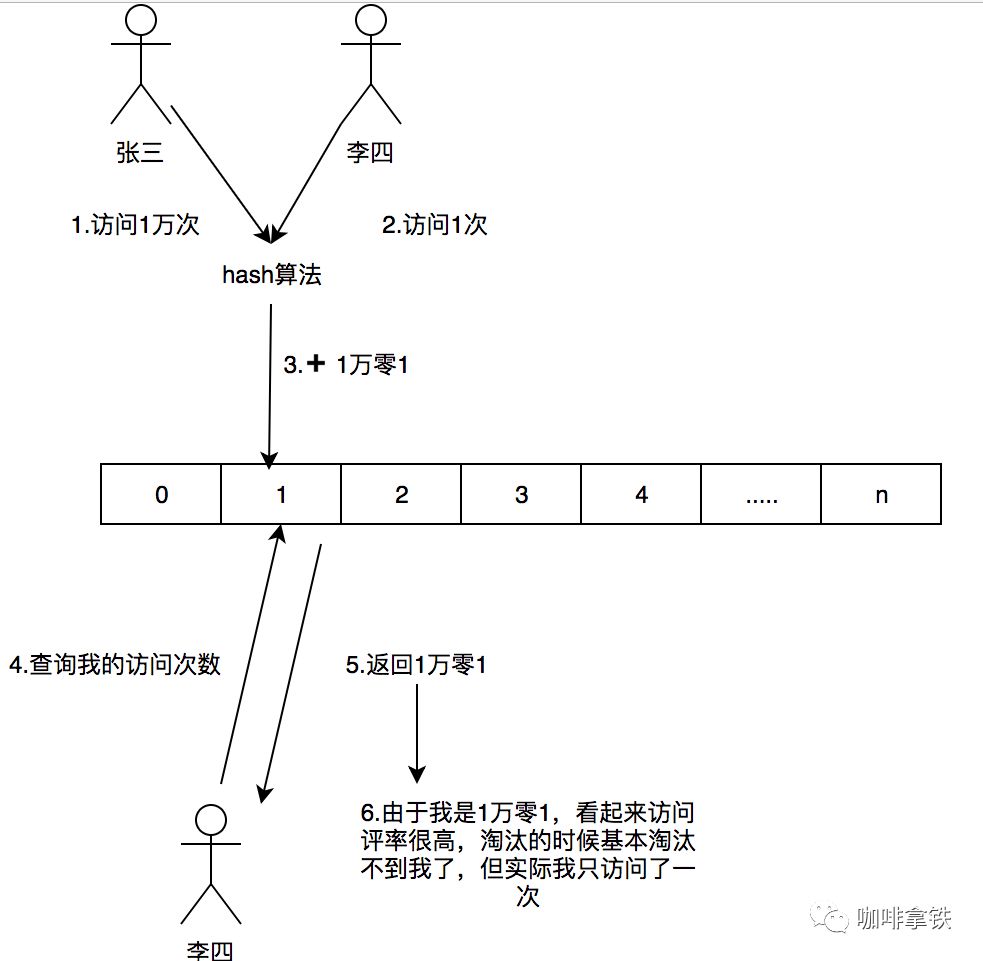 张三
李四
1.访问1万次
2.访问1次
hash算法
3.+ 1万零1
0 1 2 3 4 ..... n
4.查询我的访问次数
5.返回1万零1
6.由于我是1万零1，看起来访问
评率很高，淘汰的时候基本淘汰
不到我了，但实际我只访问了一
次
李四
咖啡拿铁